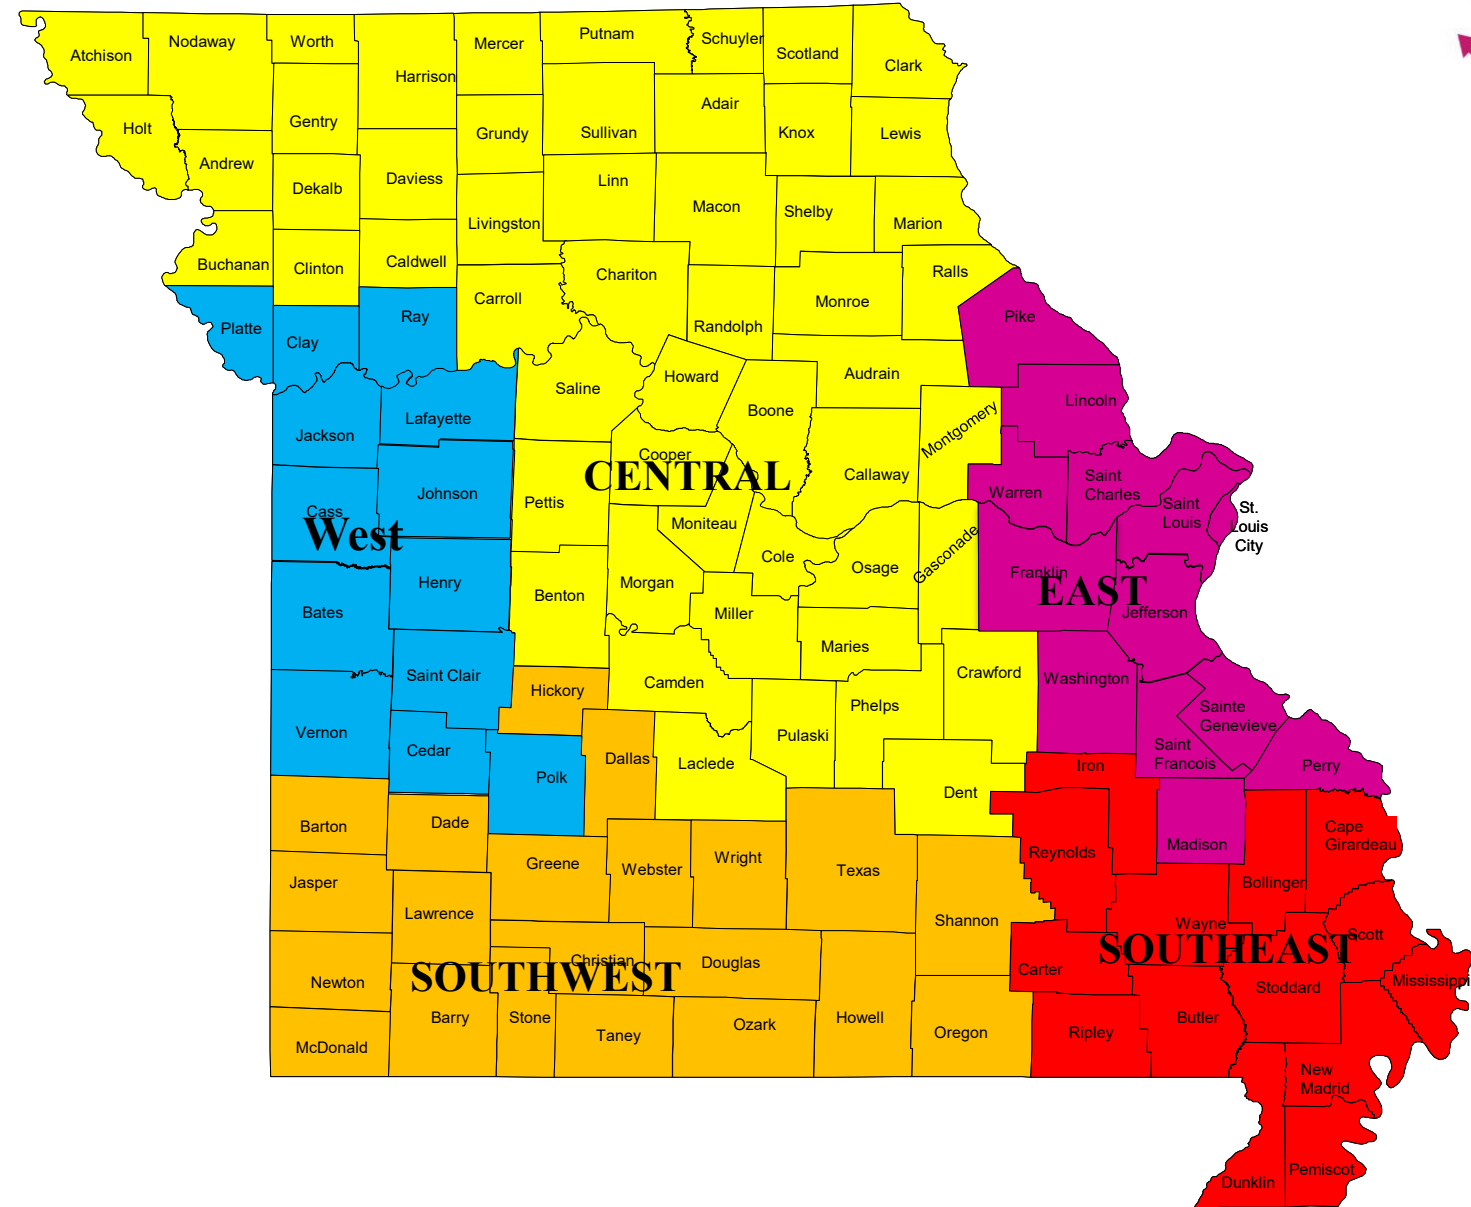 Atchison
Nodaway
Worth
Harrison
Mercer
Putnam
Schuyler
Scotland
Clark
Holt
Andrew
Gentry
Dekalb
Daviess
Grundy
Sullivan
Adair
Knox
Lewis
Linn
Macon
Shelby
Marion
Livingston
Buchanan
Clinton
Caldwell
Carroll
Chariton
Randolph
Monroe
Ralls
Platte
Clay
Ray
Pike
Saline
Howard
Boone
Audrain
Lincoln
Jackson
Lafayette
Montgomery
Cooper
CENTRAL
Callaway
Johnson
Pettis
Warren
Saint
Charles
Saint
Louis
St.
Louis
City
Cass
West
Moniteau
Cole
Osage
Gasconade
Franklin
EAST
Jefferson
Henry
Benton
Morgan
Miller
Bates
Maries
Saint Clair
Hickory
Camden
Crawford
Washington
Phelps
Pulaski
Sainte
Genevieve
Vernon
Cedar
Dallas
Laclede
Saint
Francois
Iron
Perry
Polk
Dent
Barton
Dade
Cape
Girardeau
Madison
Greene
Webster
Wright
Texas
Reynolds
Bollinger
Jasper
Lawrence
Shannon
Wayne
SOUTHEAST
Scott
Christian
Douglas
SOUTHWEST
Carter
Newton
Stoddard
Mississippi
Barry
Stone
Taney
Ozark
Howell
Oregon
Ripley
Butler
McDonald
New
Madrid
Pemiscot
Dunklin